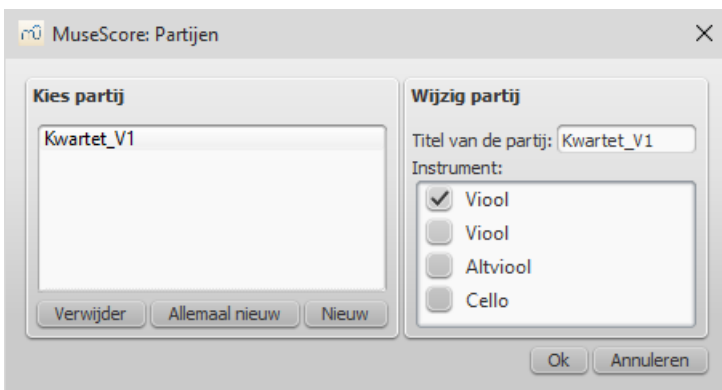 MuseScore: Partijen
Kies partij
Kwartet_V1
Verwijder Allemaal nieuw Nieuw
Wijzig partij
Titel van de partij: Kwartet_V1
Instrument:
Viool
Viool
Altviool
Cello
Ok Annuleren